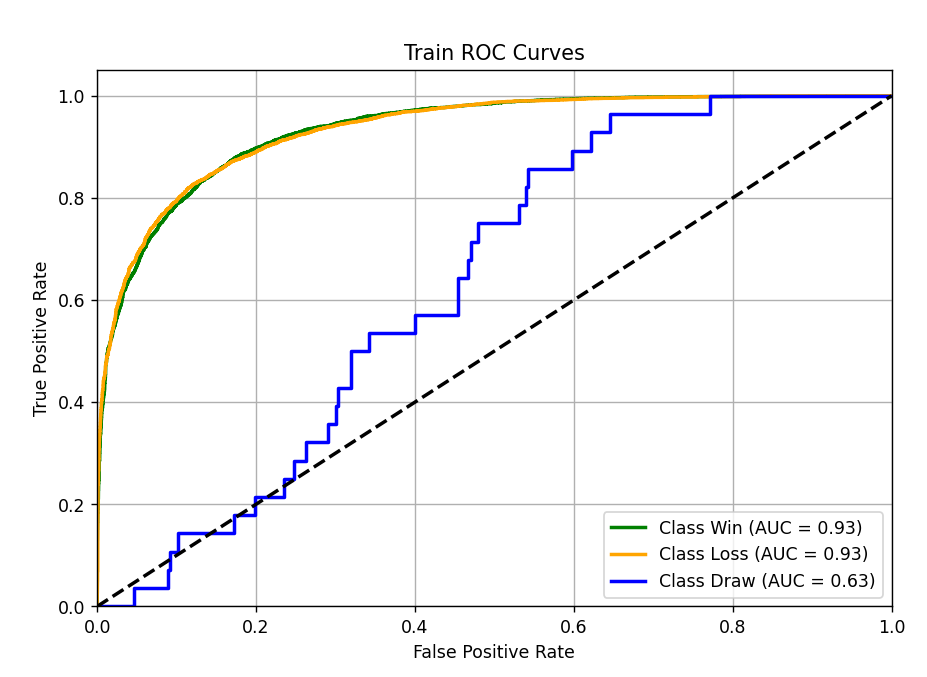 Train ROC Curves
True Positive Rate
1.0
0.8
0.6
0.4
0.2
0.0
Class Win (AUC = 0.93)
Class Loss (AUC = 0.93)
Class Draw (AUC = 0.63)
0.0 0.2 0.4 0.6 0.8 1.0
False Positive Rate